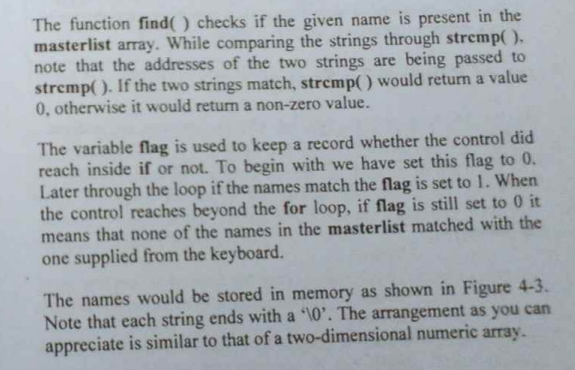 The function find( ) checks if the given name is present in the
masterlist array. While comparing the strings through strcmp( ),
note that the addresses of the two strings are being passed to
strcmp( ). If the two strings match, strcmp( ) would return a value
0, otherwise it would return a non-zero value.
The variable flag is used to keep a record whether the control did
reach inside if or not. To begin with we have set this flag to 0.
Later through the loop if the names match the flag is set to 1. When
the control reaches beyond the for loop, if flag is still set to 0 it
means that none of the names in the masterlist matched with the
one supplied from the keyboard.
The names would be stored in memory as shown in Figure 4-3.
Note that each string ends with a ‘\0’. The arrangement as you can
appreciate is similar to that of a two-dimensional numeric array.